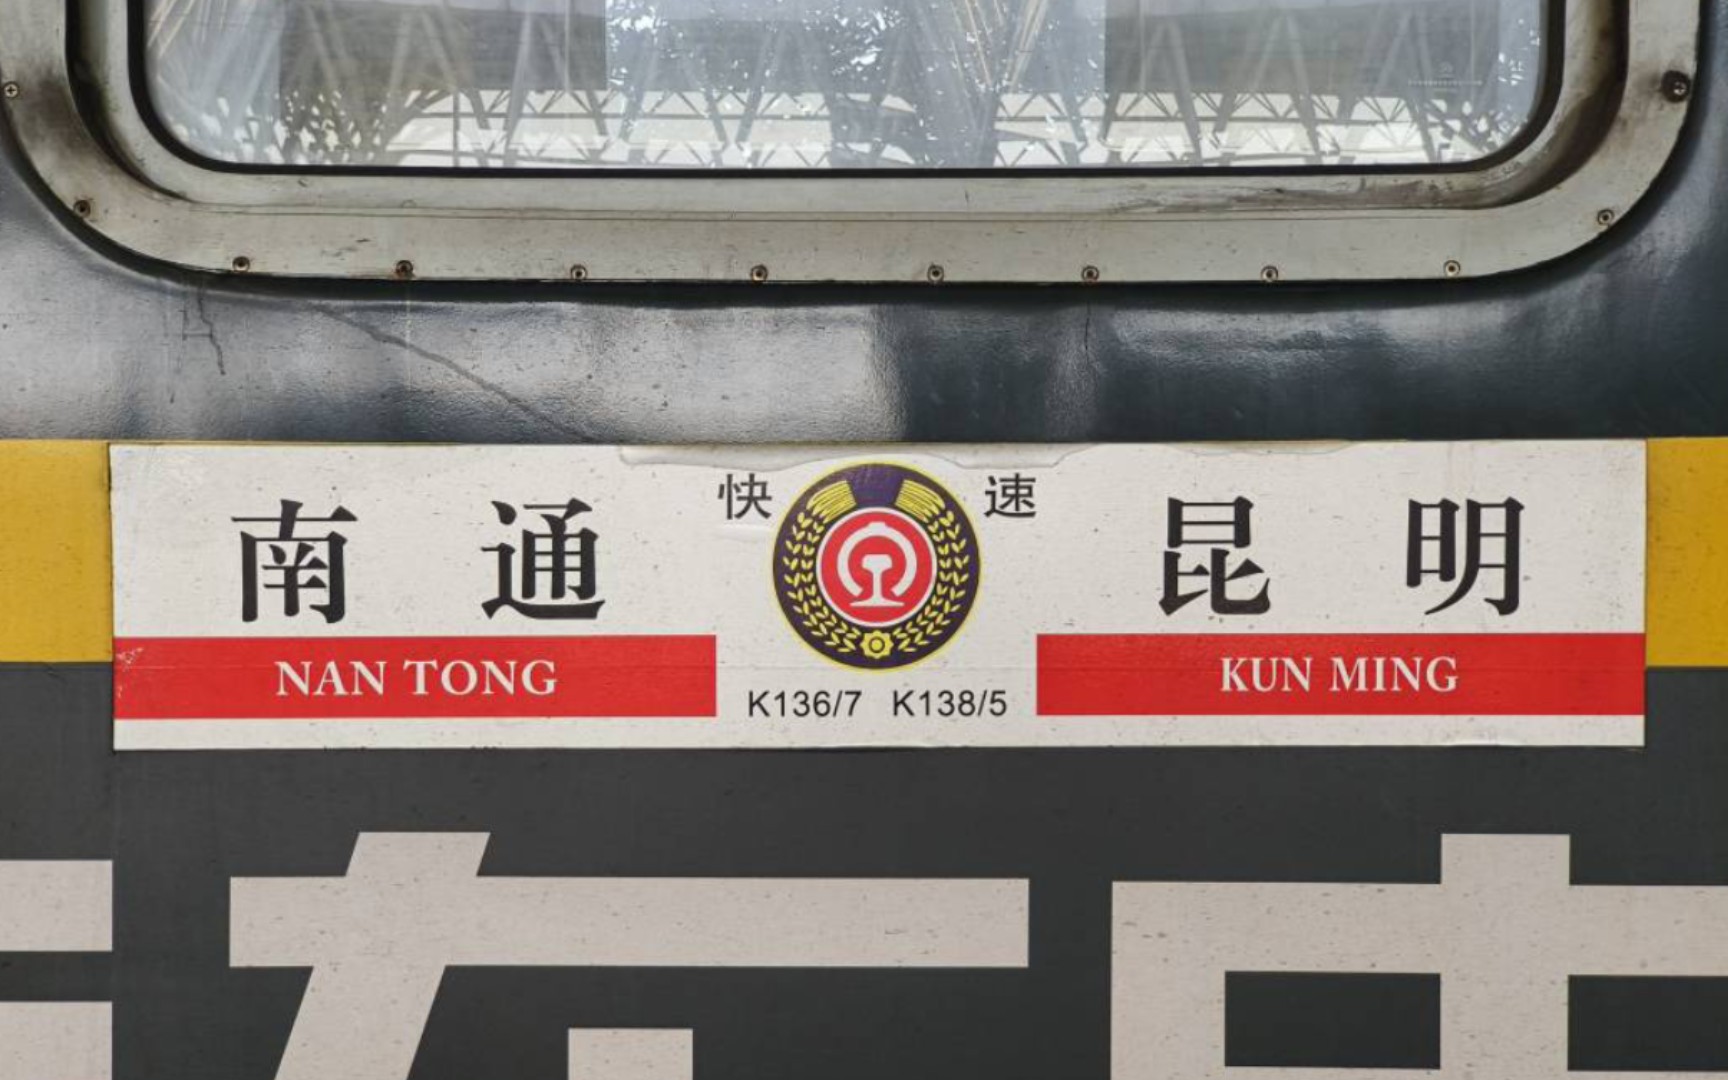 快 速
南 通 昆 明
NAN TONG KUN MING
K136/7 K138/5